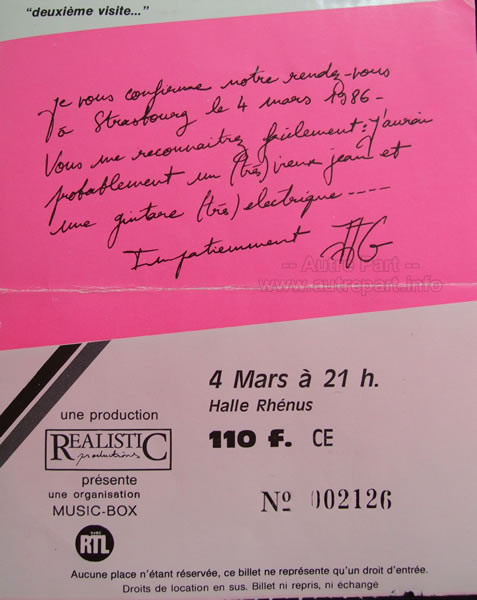 "deuxième visite..."
Je vous confirme notre rendez-vous
à Strasbourg le 4 mars 1986-
Vous me reconnaitrez facilement : j'aurai
probablement un (très) vieux jean et
une guitare (très) electrique ----
Impatiemment JJG
-- Autre Part --
www.autrepart.info
4 Mars à 21 h.
Halle Rhénus
110 f. CE
une production
REALISTIC
productions
présente
une organisation
MUSIC-BOX
Nº 002126
RTL
Aucune place n'étant réservée, ce billet ne représente qu'un droit d'entrée.
Droits de location en sus. Billet ni repris, ni échangé